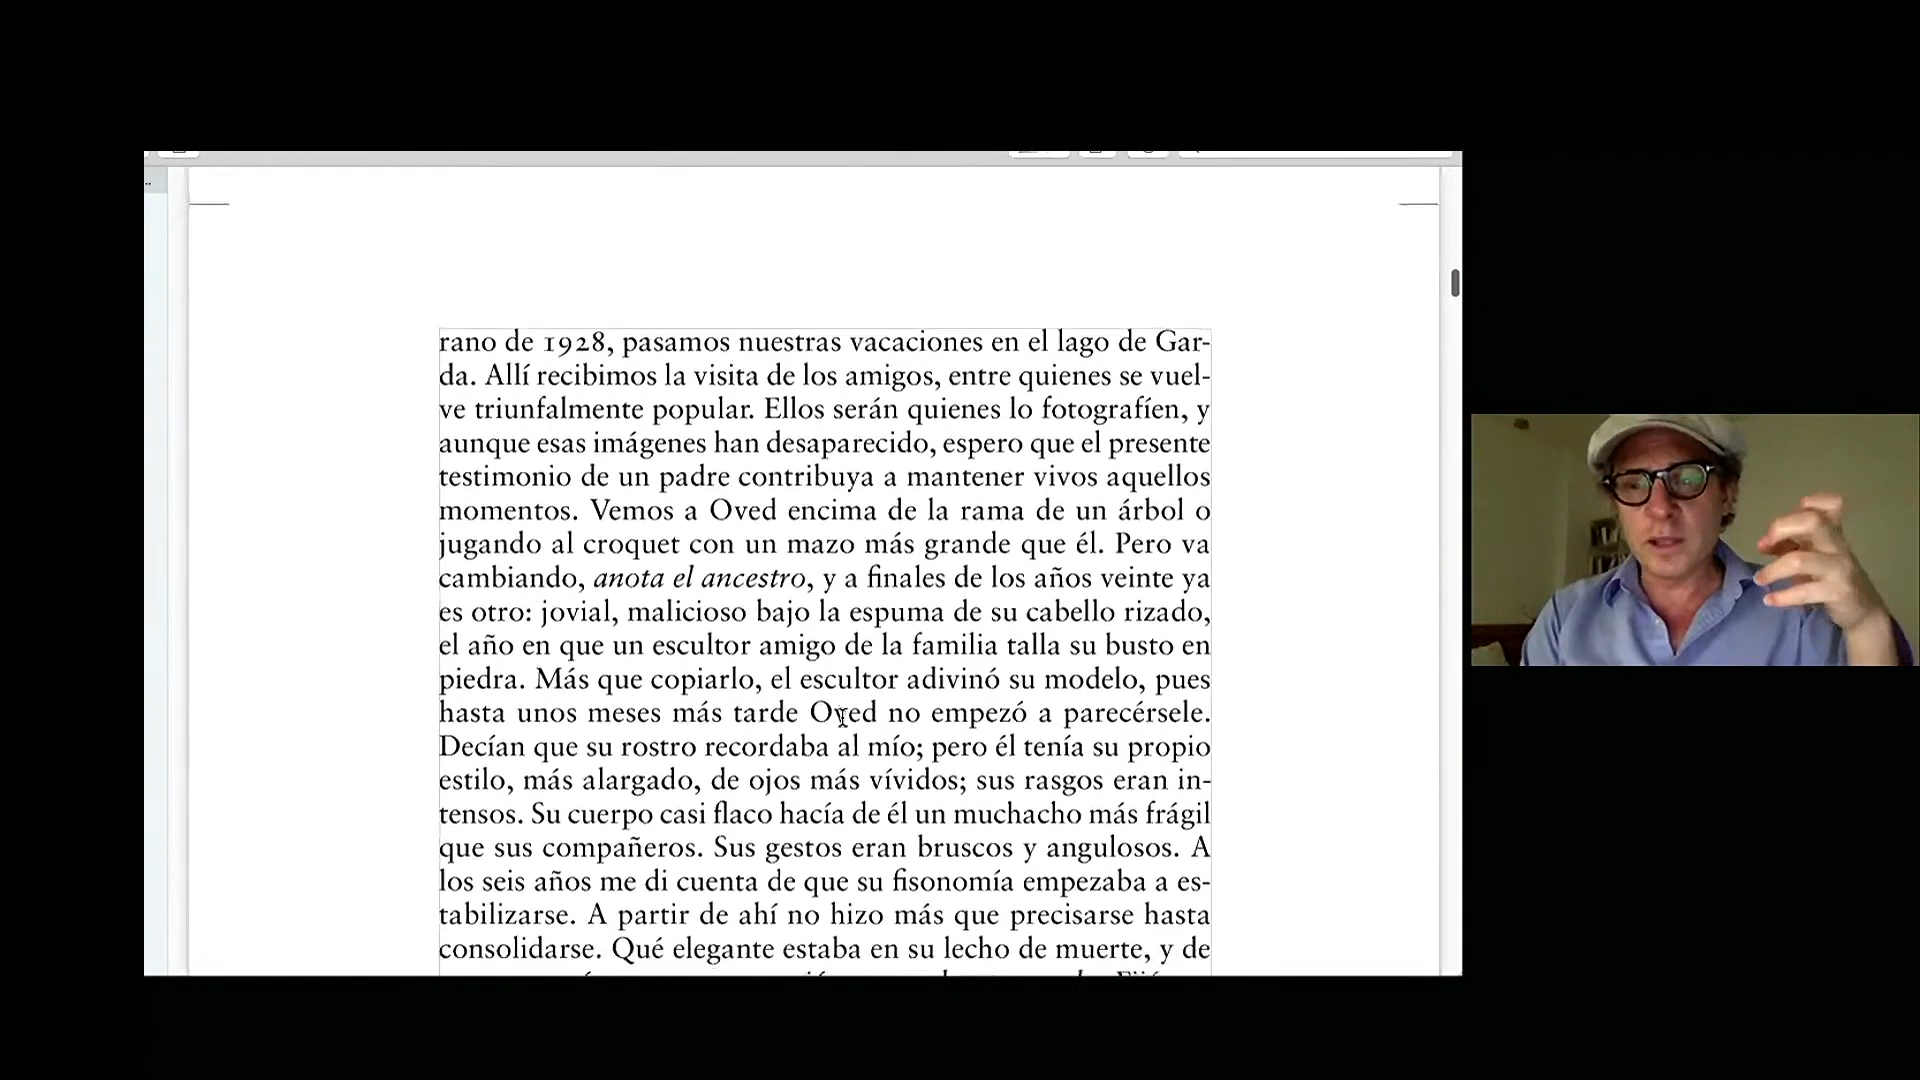 rano de 1928, pasamos nuestras vacaciones en el lago de Gar-
da. Allí recibimos la visita de los amigos, entre quienes se vuel-
ve triunfalmente popular. Ellos serán quienes lo fotografíen, y
aunque esas imágenes han desaparecido, espero que el presente
testimonio de un padre contribuya a mantener vivos aquellos
momentos. Vemos a Oved encima de la rama de un árbol o
jugando al croquet con un mazo más grande que él. Pero va
cambiando, anota el ancestro, y a finales de los años veinte ya
es otro: jovial, malicioso bajo la espuma de su cabello rizado,
el año en que un escultor amigo de la familia talla su busto en
piedra. Más que copiarlo, el escultor adivinó su modelo, pues
hasta unos meses más tarde Oved no empezó a parecérsele.
Decían que su rostro recordaba al mío; pero él tenía su propio
estilo, más alargado, de ojos más vívidos; sus rasgos eran in-
tensos. Su cuerpo casi flaco hacía de él un muchacho más frágil
que sus compañeros. Sus gestos eran bruscos y angulosos. A
los seis años me di cuenta de que su fisonomía empezaba a es-
tabilizarse. A partir de ahí no hizo más que precisarse hasta
consolidarse. Qué elegante estaba en su lecho de muerte, y de